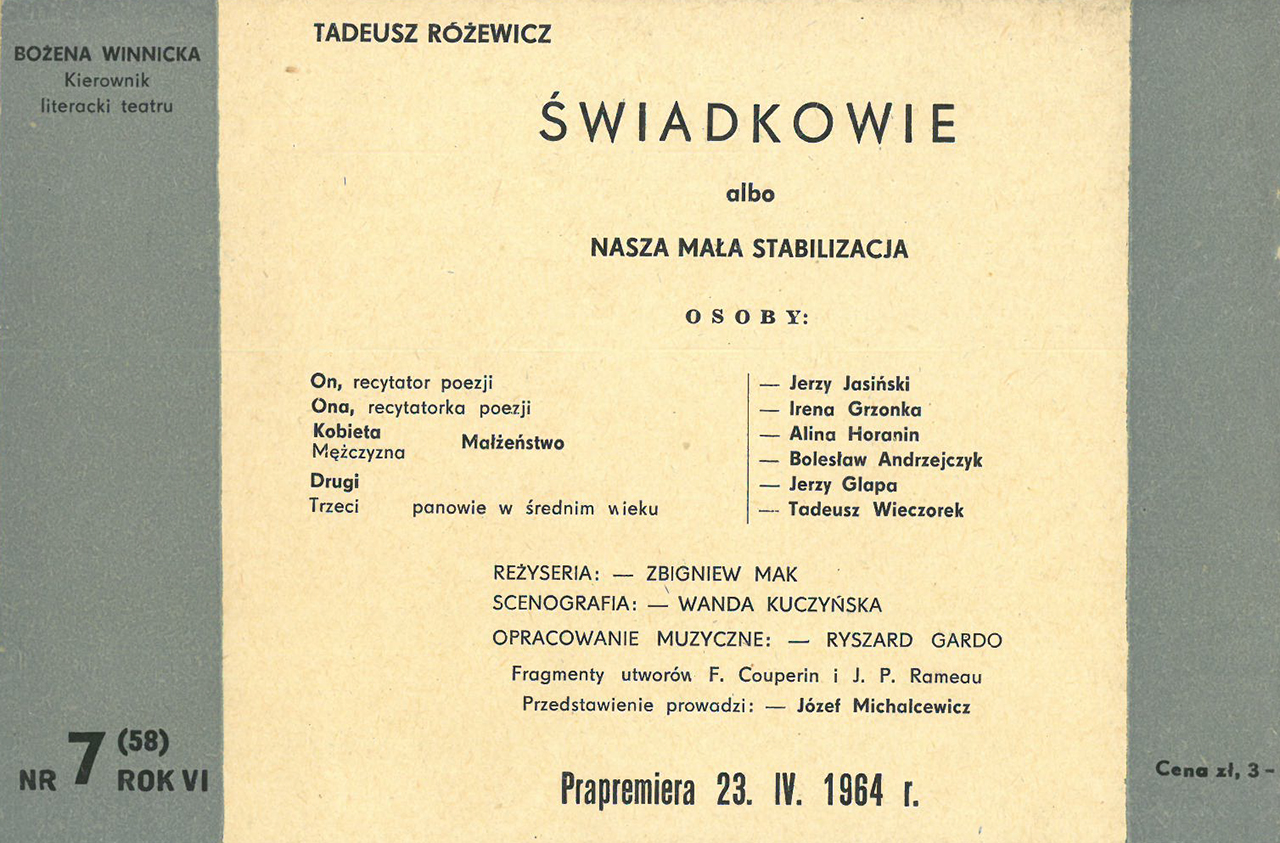 BOŻENA WINNICKA
Kierownik
literacki teatru
NR 7 (58)
ROK VI
TADEUSZ RÓŻEWICZ
ŚWIADKOWIE
albo
NASZA MAŁA STABILIZACJA
OSOBY:
On, recytator poezji — Jerzy Jasiński
Ona, recytatorka poezji — Irena Grzonka
Kobieta Małżeństwo — Alina Horanin
Mężczyzna — Bolesław Andrzejczyk
Drugi — Jerzy Glapa
Trzeci panowie w średnim wieku — Tadeusz Wieczorek
REŻYSERIA: — ZBIGNIEW MAK
SCENOGRAFIA: — WANDA KUCZYŃSKA
OPRACOWANIE MUZYCZNE: — RYSZARD GARDO
Fragmenty utworów F. Couperin i J. P. Rameau
Przedstawienie prowadzi: — Józef Michalcewicz
Prapremiera 23. IV. 1964 r.
Cena zł, 3 -